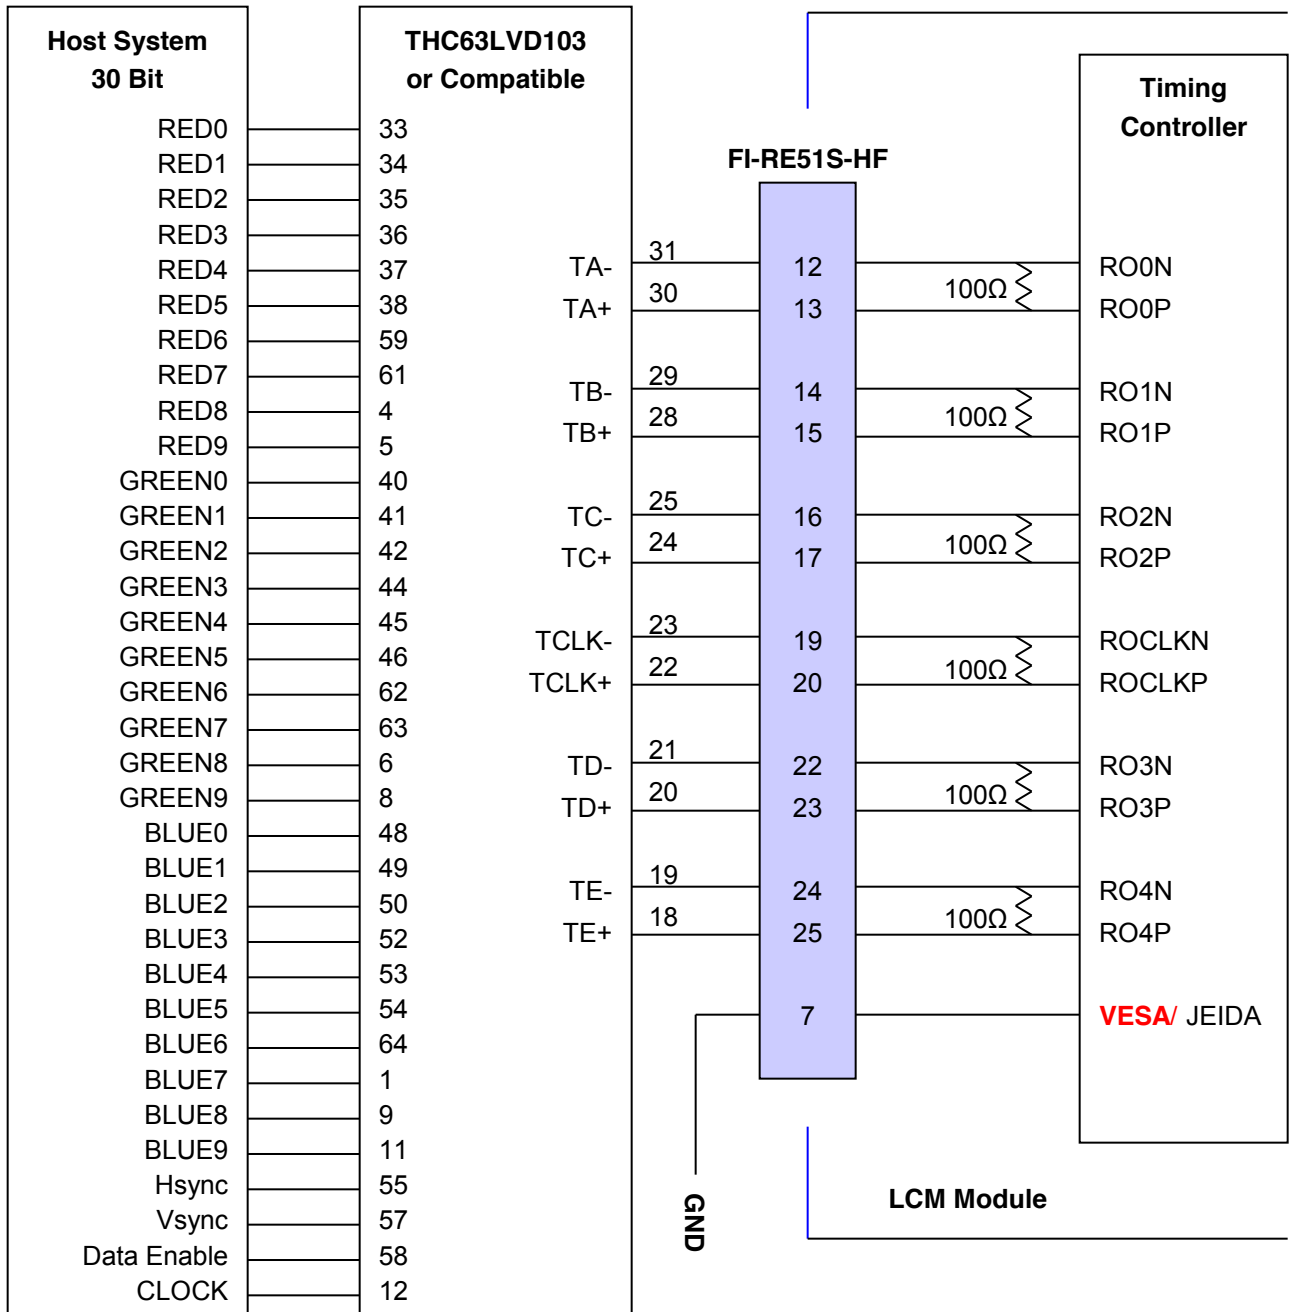 Host System
30 Bit
RED0
RED1
RED2
RED3
RED4
RED5
RED6
RED7
RED8
RED9
GREEN0
GREEN1
GREEN2
GREEN3
GREEN4
GREEN5
GREEN6
GREEN7
GREEN8
GREEN9
BLUE0
BLUE1
BLUE2
BLUE3
BLUE4
BLUE5
BLUE6
BLUE7
BLUE8
BLUE9
Hsync
Vsync
Data Enable
CLOCK
THC63LVD103
or Compatible
33
34
35
36
37
38
59
61
4
5
40
41
42
44
45
46
62
63
6
8
48
49
50
52
53
54
64
1
9
11
55
57
58
12
TA-
TA+
TB-
TB+
TC-
TC+
TCLK-
TCLK+
TD-
TD+
TE-
TE+
31
30
29
28
25
24
23
22
21
20
19
18
GND
FI-RE51S-HF
12
13
14
15
16
17
19
20
22
23
24
25
7
100Ω
100Ω
100Ω
100Ω
100Ω
100Ω
Timing
Controller
RO0N
RO0P
RO1N
RO1P
RO2N
RO2P
ROCLKN
ROCLKP
RO3N
RO3P
RO4N
RO4P
VESA/ JEIDA
LCM Module